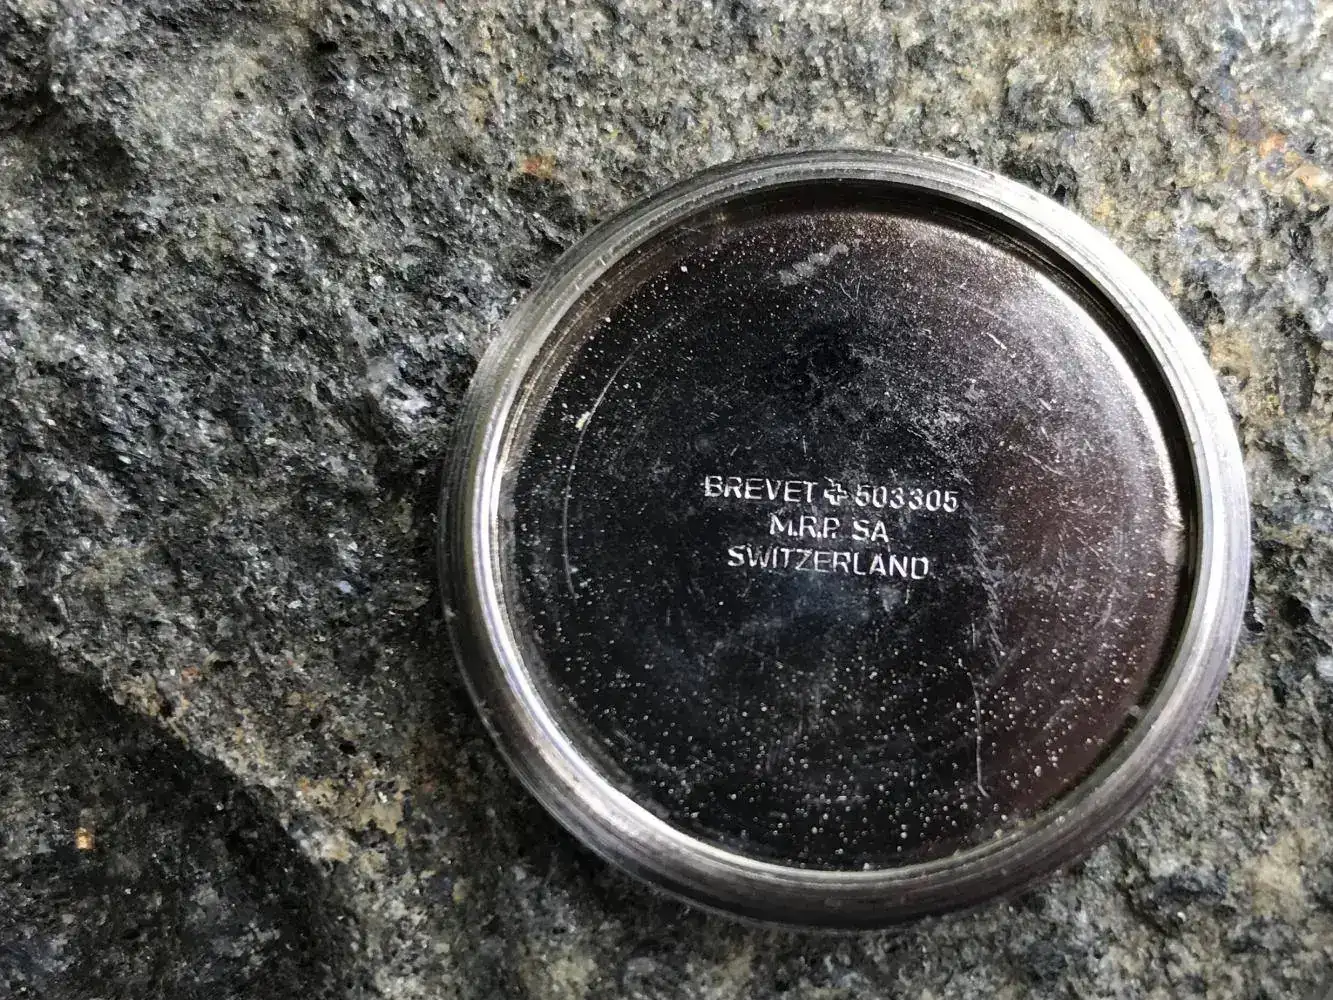 BREVET ✚ 503305
M.R.P. SA
SWITZERLAND